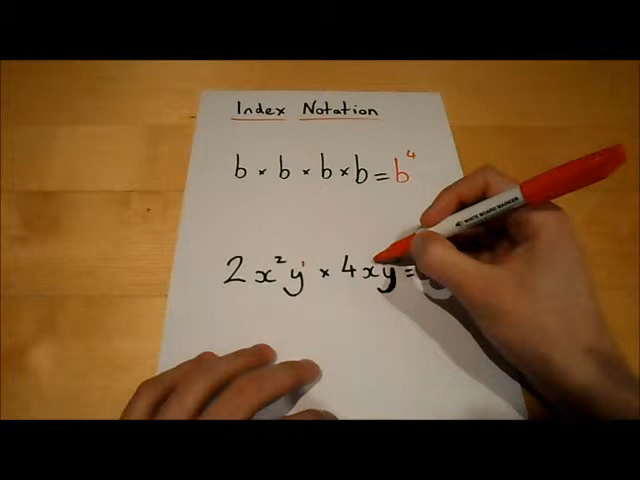 Index Notation
b × b × b × b = b⁴
2x²y¹ × 4xy =
WHITE BOARD MARKER